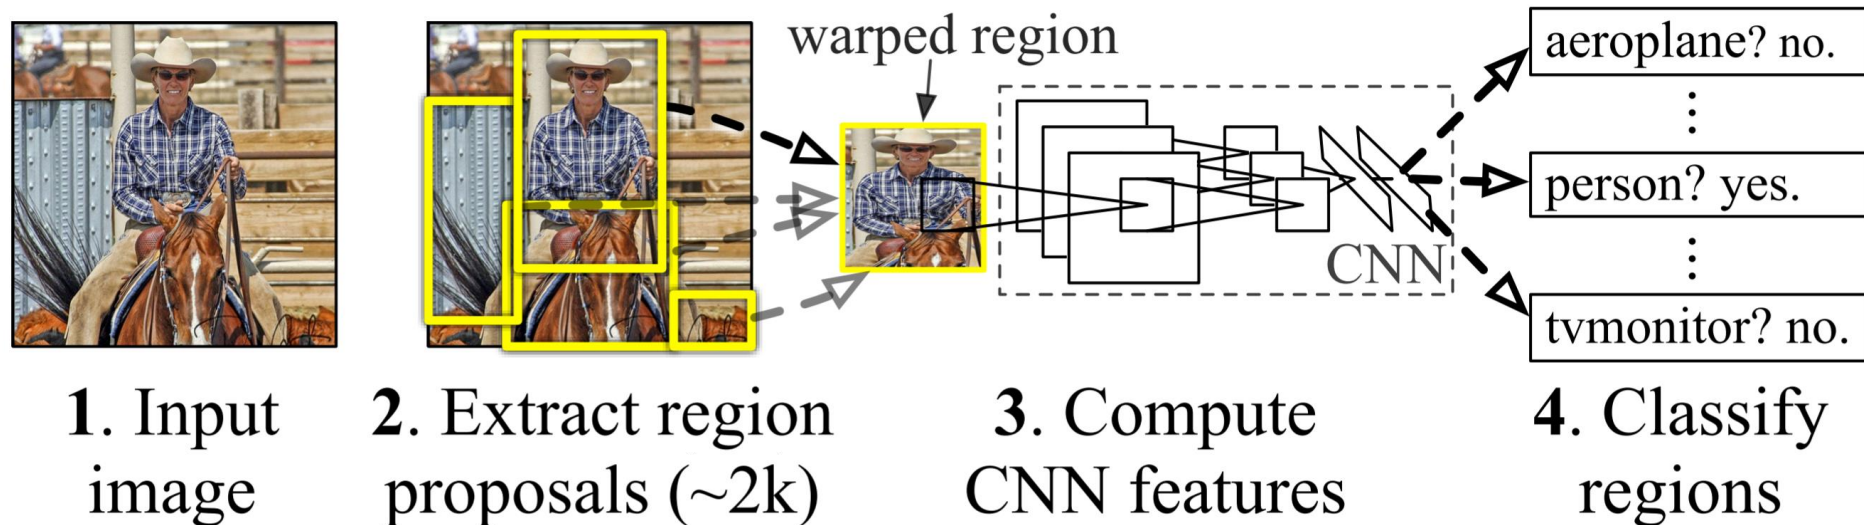 warped region
aeroplane? no.
person? yes.
CNN
tvmonitor? no.
1. Input
image
2. Extract region
proposals (~2k)
3. Compute
CNN features
4. Classify
regions